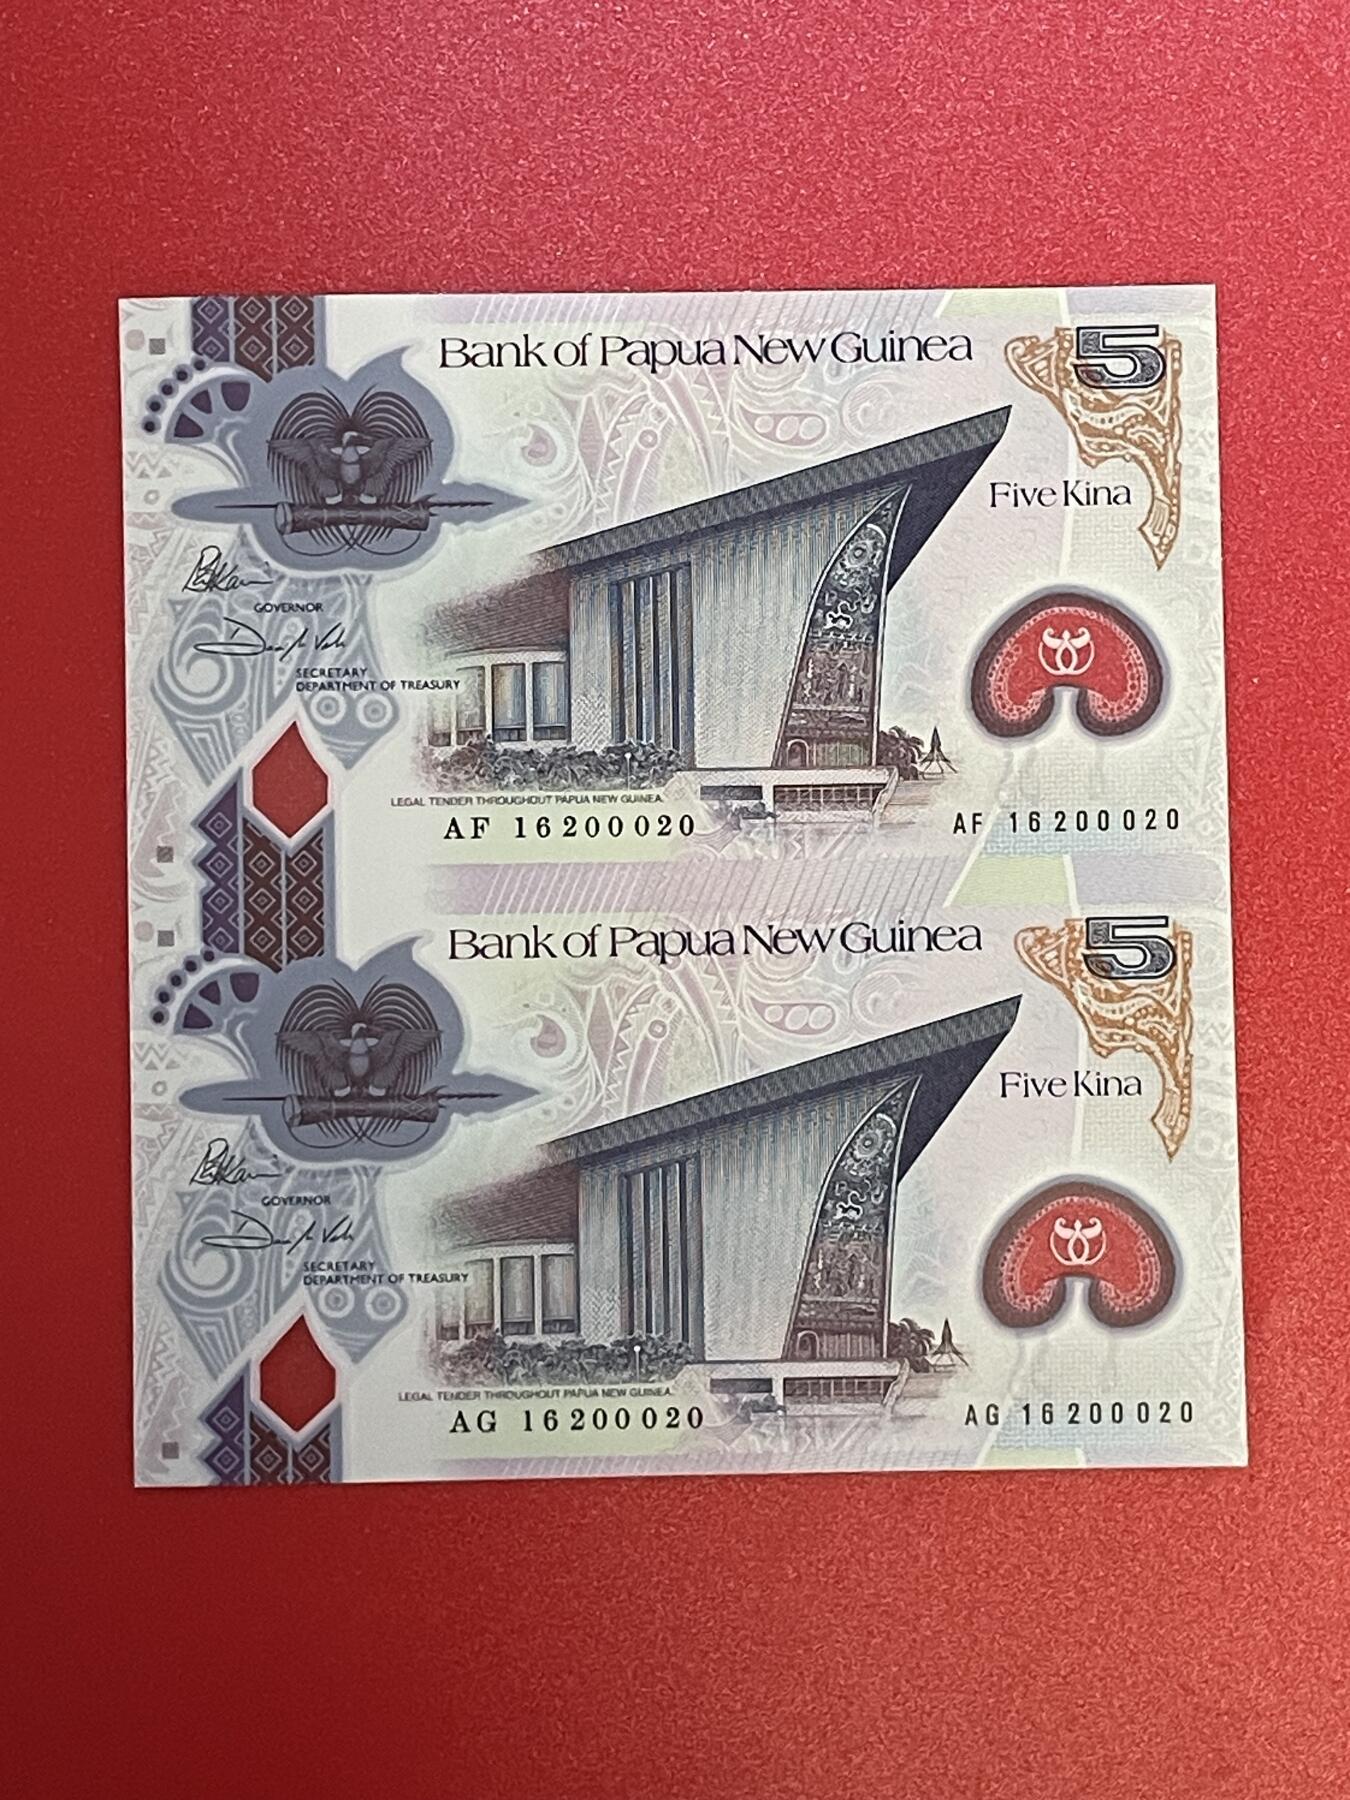 Bank of Papua New Guinea
5
Five Kina
GOVERNOR
SECRETARY
DEPARTMENT OF TREASURY
LEGAL TENDER THROUGHOUT PAPUA NEW GUINEA.
AF 16200020
AF 16200020
Bank of Papua New Guinea
5
Five Kina
GOVERNOR
SECRETARY
DEPARTMENT OF TREASURY
LEGAL TENDER THROUGHOUT PAPUA NEW GUINEA.
AG 16200020
AG 16200020